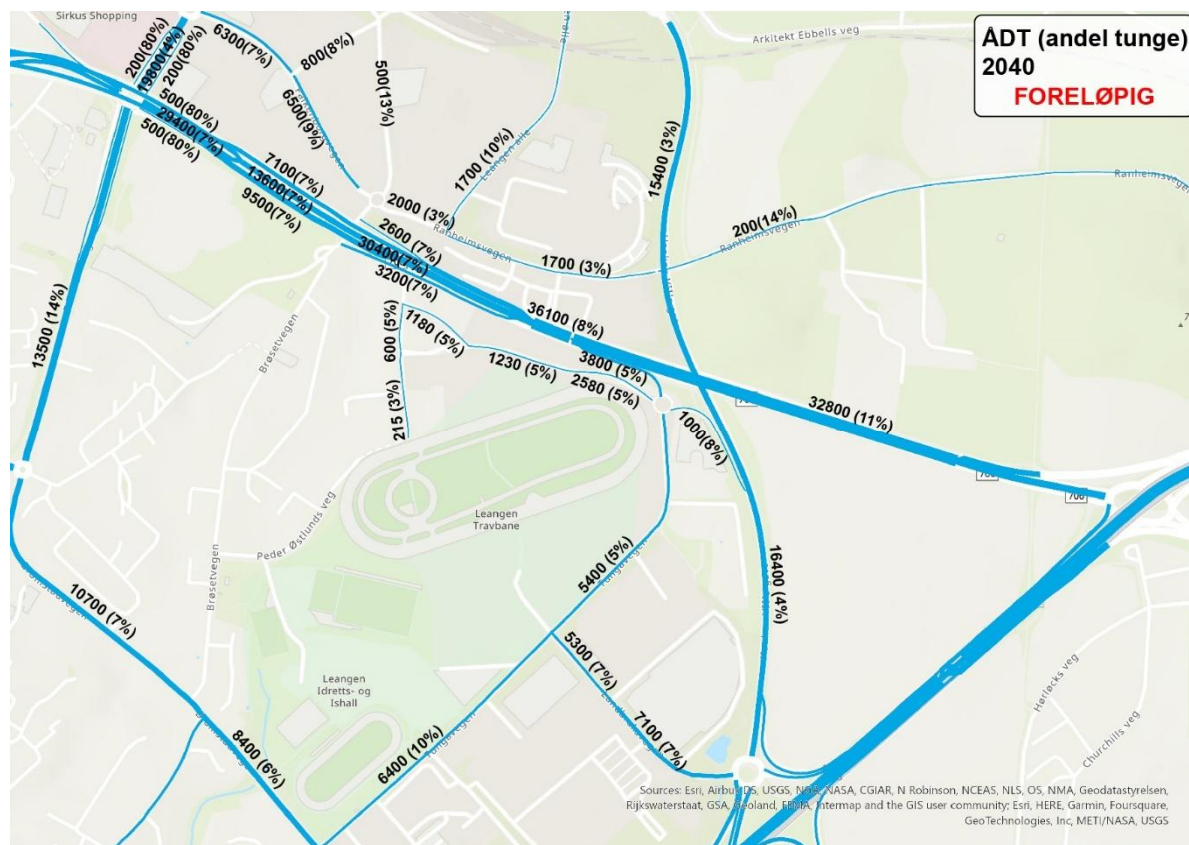 Sirkus Shopping
200(80%)
19800(4%)
200(80%)
6300(7%)
800(8%)
500(13%)
6500(9%)
Arkitekt Ebbells veg
ÅDT (andel tunge)
2040
FORELØPIG
500(80%)
29400(7%)
500(80%)
7100(7%)
13600(7%)
9500(7%)
1700 (10%)
Leangen alle
15400 (3%)
Ranheimsvegen
200(14%)
Ranheimsvegen
2000 (3%)
Ranheimsvegen
2600 (7%)
30400(7%)
3200(7%)
1700 (3%)
36100 (8%)
13500 (14%)
Brøsetvegen
600 (5%)
1180 (5%)
1230 (5%)
3800 (5%)
2580 (5%)
215 (3%)
1000(8%)
32800 (11%)
706
706
Leangen
Travbane
Peder Østlunds veg
Brøsetvegen
5400 (5%)
Tungavegen
16400 (4%)
10700 (7%)
5300 (7%)
7100 (7%)
Leangen
Idretts- og
Ishall
8400 (6%)
6400 (10%)
Tungavegen
Hørløcks veg
Churchills veg
Sources: Esri, Airbus DS, USGS, NGA, NASA, CGIAR, N Robinson, NCEAS, NLS, OS, NMA, Geodatastyrelsen,
Rijkswaterstaat, GSA, Geoland, FEMA, Intermap and the GIS user community; Esri, HERE, Garmin, Foursquare,
GeoTechnologies, Inc, METI/NASA, USGS